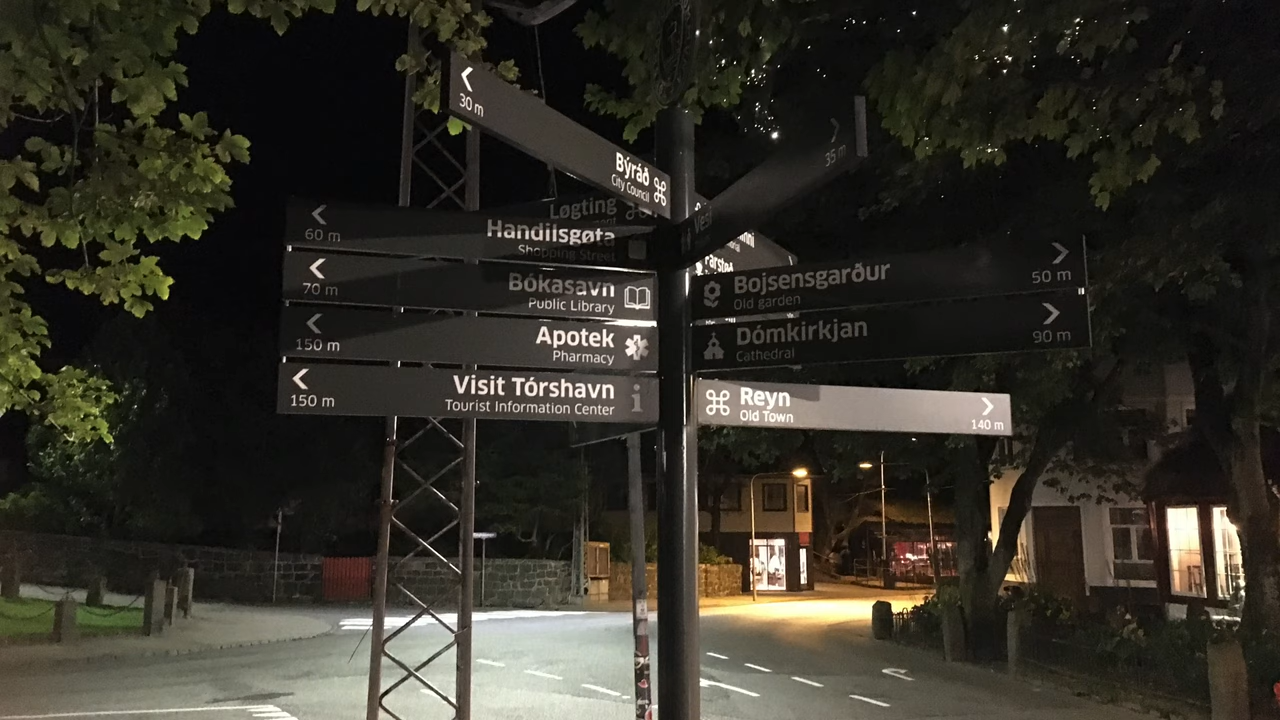 30 m
Býráð
City Council
35 m
Løgting
60 m
Handilsgøta
Shopping Street
70 m
Bókasavn
Public Library
150 m
Apotek
Pharmacy
150 m
Visit Tórshavn
Tourist Information Center
Bojsensgarður
Old garden
50 m
Dómkirkjan
Cathedral
90 m
Reyn
Old Town
140 m